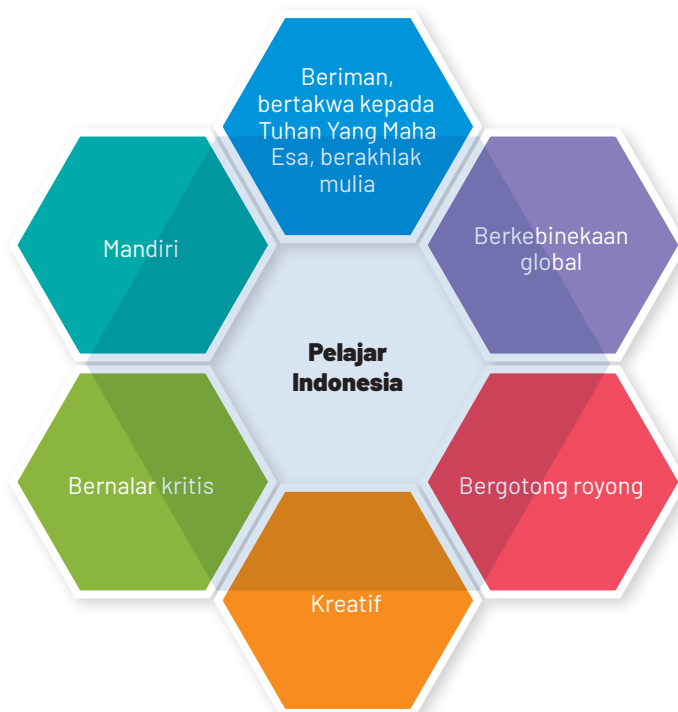 Beriman,
bertakwa kepada
Tuhan Yang Maha
Esa, berakhlak
mulia
Mandiri
Berkebinekaan
global
Pelajar
Indonesia
Bernalar kritis
Bergotong royong
Kreatif